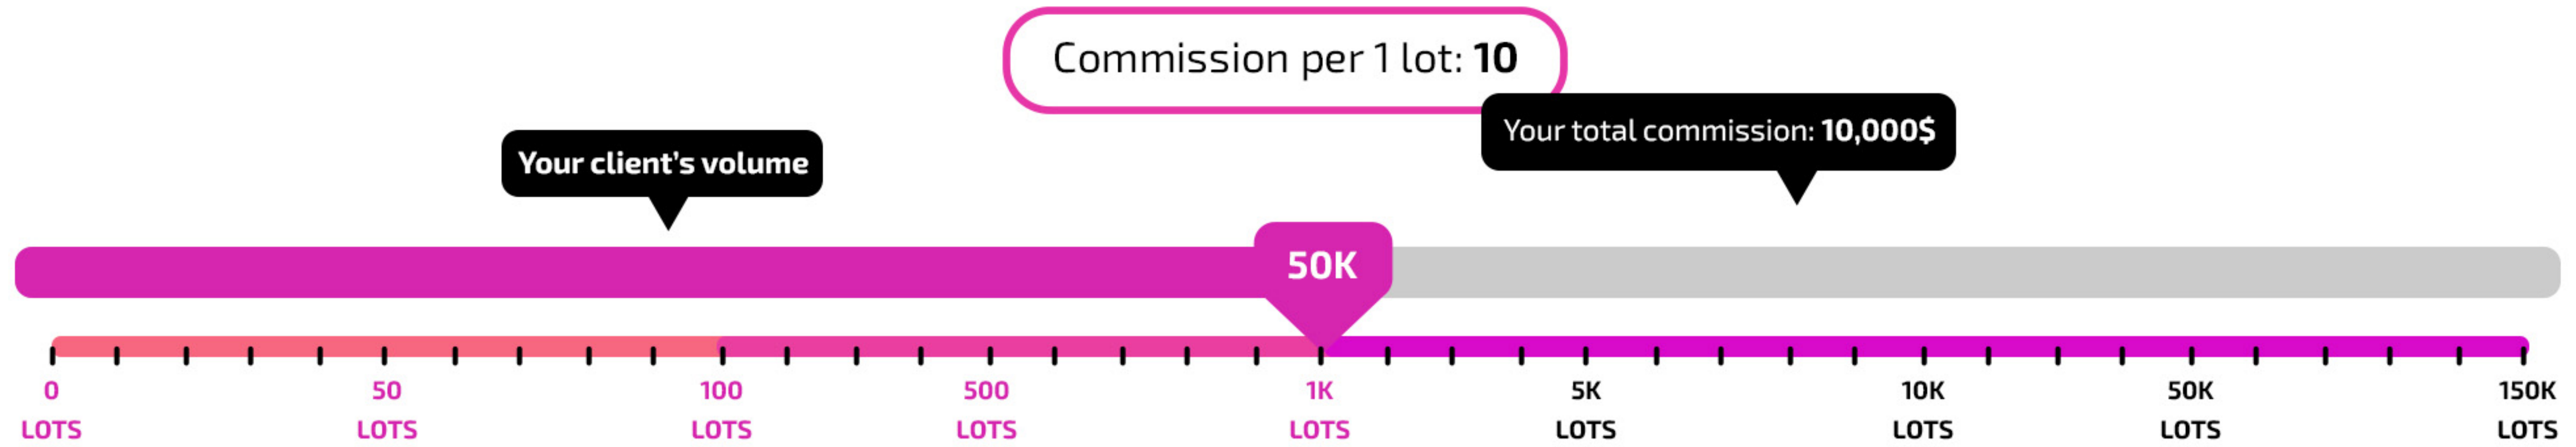 Commission per 1 lot: 10
Your total commission: 10,000$
Your client's volume
50K
0 50 100 500 1K 5K 10K 50K 150K
LOTS LOTS LOTS LOTS LOTS LOTS LOTS LOTS LOTS